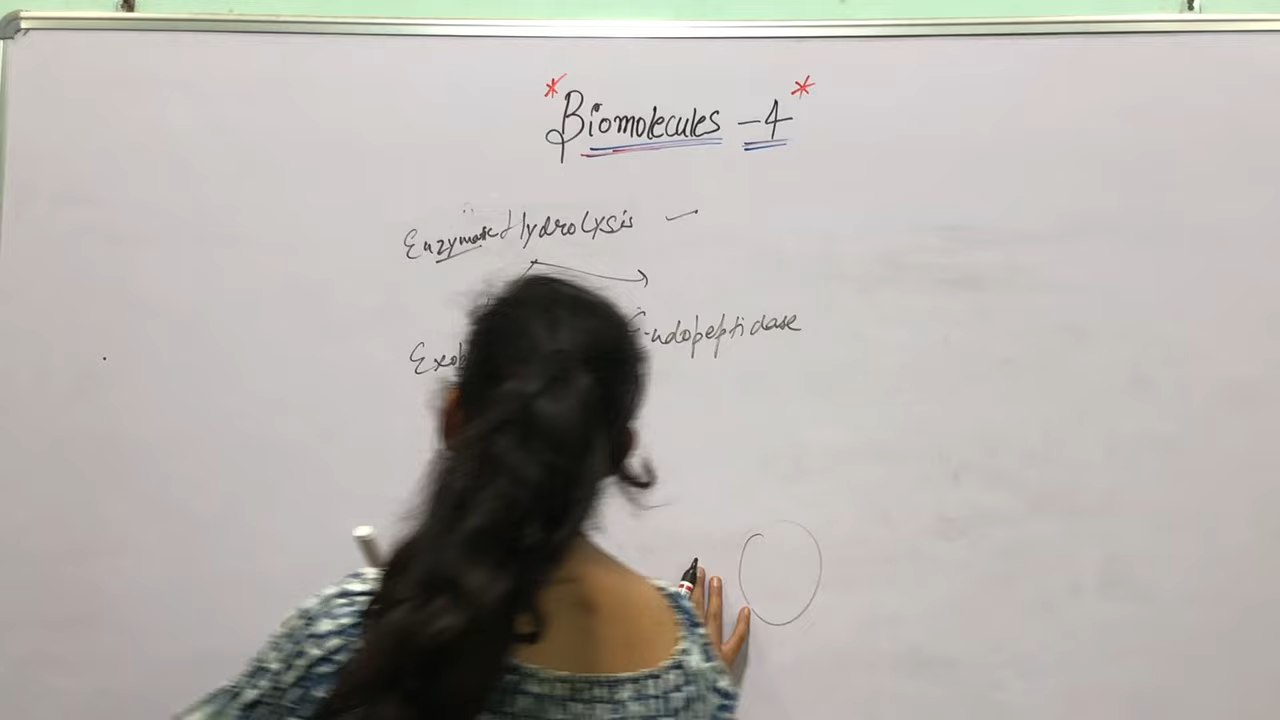 * Biomolecules - 4 *
Enzymatic Hydrolysis -
Endopeptidase